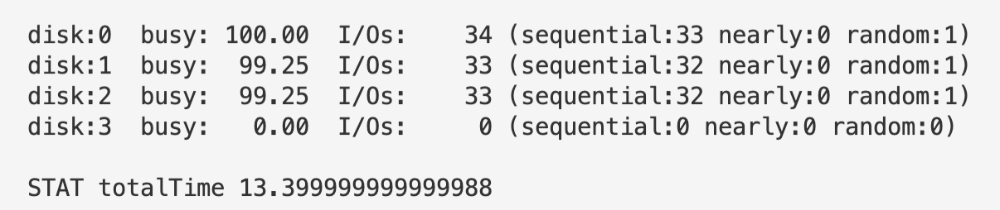 disk:0  busy: 100.00  I/Os:    34 (sequential:33 nearly:0 random:1)
disk:1  busy:  99.25  I/Os:    33 (sequential:32 nearly:0 random:1)
disk:2  busy:  99.25  I/Os:    33 (sequential:32 nearly:0 random:1)
disk:3  busy:   0.00  I/Os:     0 (sequential:0 nearly:0 random:0)
STAT totalTime 13.399999999999988